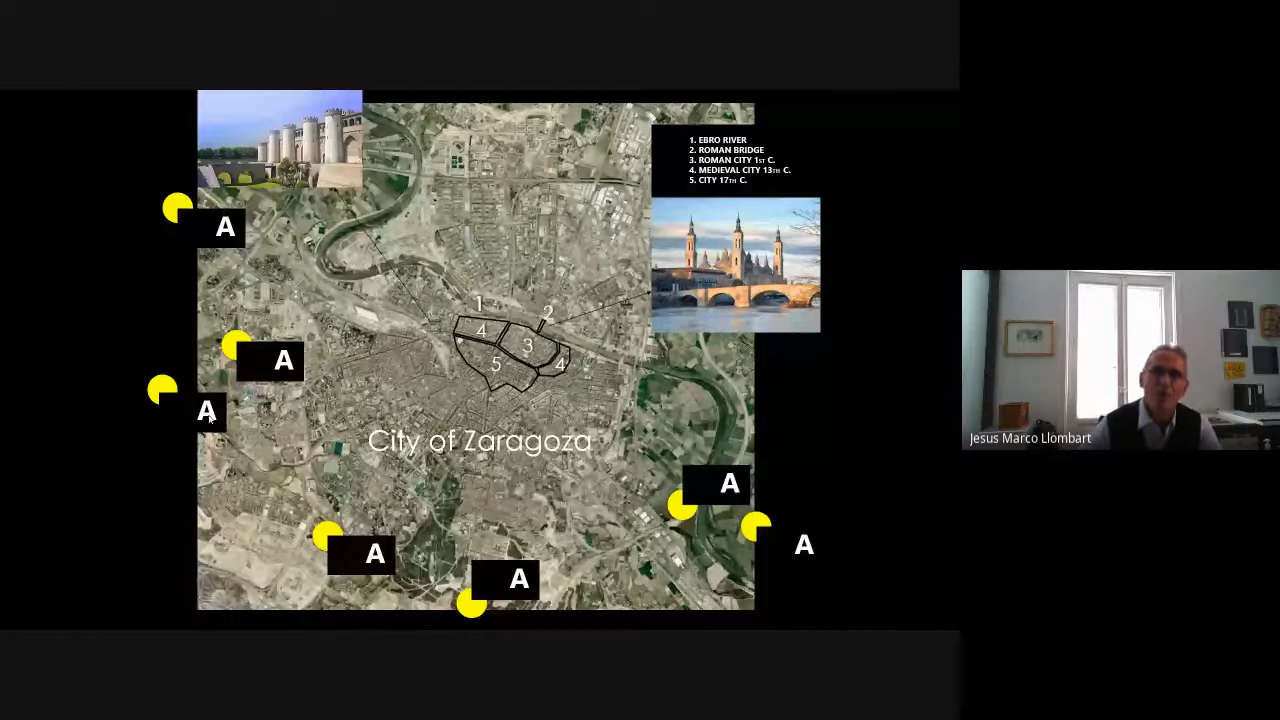 1. EBRO RIVER
2. ROMAN BRIDGE
3. ROMAN CITY 1ST C.
4. MEDIEVAL CITY 13TH C.
5. CITY 17TH C.
A
1
2
4
3
5
4
A
A
City of Zaragoza
Jesus Marco Llombart
A
A
A
A